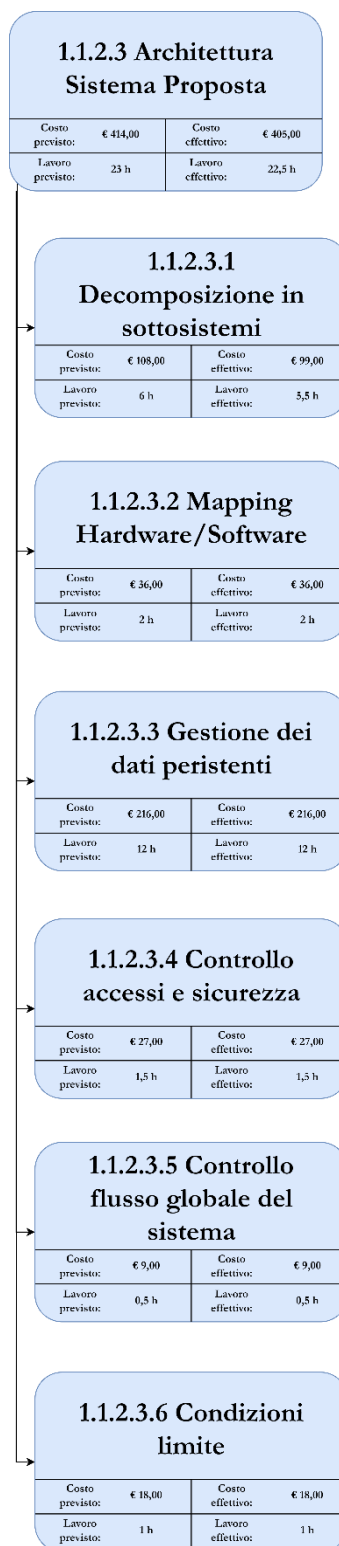 1.1.2.3 Architettura
Sistema Proposta
Costo previsto: € 414,00 Costo effettivo: € 405,00
Lavoro previsto: 23 h Lavoro effettivo: 22,5 h
1.1.2.3.1
Decomposizione in
sottosistemi
Costo previsto: € 108,00 Costo effettivo: € 99,00
Lavoro previsto: 6 h Lavoro effettivo: 5,5 h
1.1.2.3.2 Mapping
Hardware/Software
Costo previsto: € 36,00 Costo effettivo: € 36,00
Lavoro previsto: 2 h Lavoro effettivo: 2 h
1.1.2.3.3 Gestione dei
dati peristenti
Costo previsto: € 216,00 Costo effettivo: € 216,00
Lavoro previsto: 12 h Lavoro effettivo: 12 h
1.1.2.3.4 Controllo
accessi e sicurezza
Costo previsto: € 27,00 Costo effettivo: € 27,00
Lavoro previsto: 1,5 h Lavoro effettivo: 1,5 h
1.1.2.3.5 Controllo
flusso globale del
sistema
Costo previsto: € 9,00 Costo effettivo: € 9,00
Lavoro previsto: 0,5 h Lavoro effettivo: 0,5 h
1.1.2.3.6 Condizioni
limite
Costo previsto: € 18,00 Costo effettivo: € 18,00
Lavoro previsto: 1 h Lavoro effettivo: 1 h